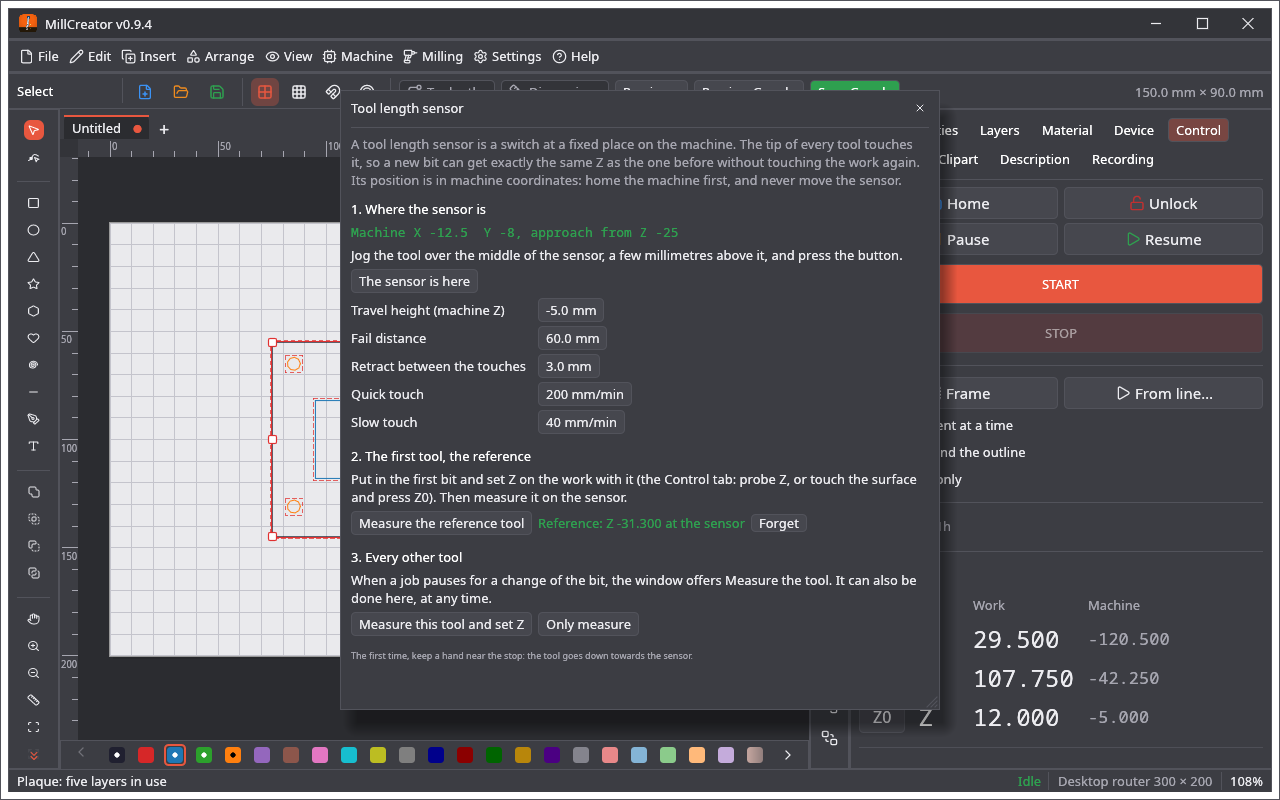 MillCreator v0.9.4
File Edit Insert Arrange View Machine Milling Settings Help
Select
150.0 mm × 90.0 mm
Untitled
0 50 100
0
50
100
150
200
Tool length sensor
A tool length sensor is a switch at a fixed place on the machine. The tip of every tool touches
it, so a new bit can get exactly the same Z as the one before without touching the work again.
Its position is in machine coordinates: home the machine first, and never move the sensor.
1. Where the sensor is
Machine X -12.5 Y -8, approach from Z -25
Jog the tool over the middle of the sensor, a few millimetres above it, and press the button.
The sensor is here
Travel height (machine Z) -5.0 mm
Fail distance 60.0 mm
Retract between the touches 3.0 mm
Quick touch 200 mm/min
Slow touch 40 mm/min
2. The first tool, the reference
Put in the first bit and set Z on the work with it (the Control tab: probe Z, or touch the surface
and press Z0). Then measure it on the sensor.
Measure the reference tool Reference: Z -31.300 at the sensor Forget
3. Every other tool
When a job pauses for a change of the bit, the window offers Measure the tool. It can also be
done here, at any time.
Measure this tool and set Z Only measure
The first time, keep a hand near the stop: the tool goes down towards the sensor.
Layers Material Device Control
Clipart Description Recording
Home Unlock
Pause Resume
START
STOP
Frame From line...
at a time
the outline
only
Work Machine
29.500 -120.500
107.750 -42.250
Z0 Z 12.000 -5.000
Plaque: five layers in use
Idle Desktop router 300 × 200 108%